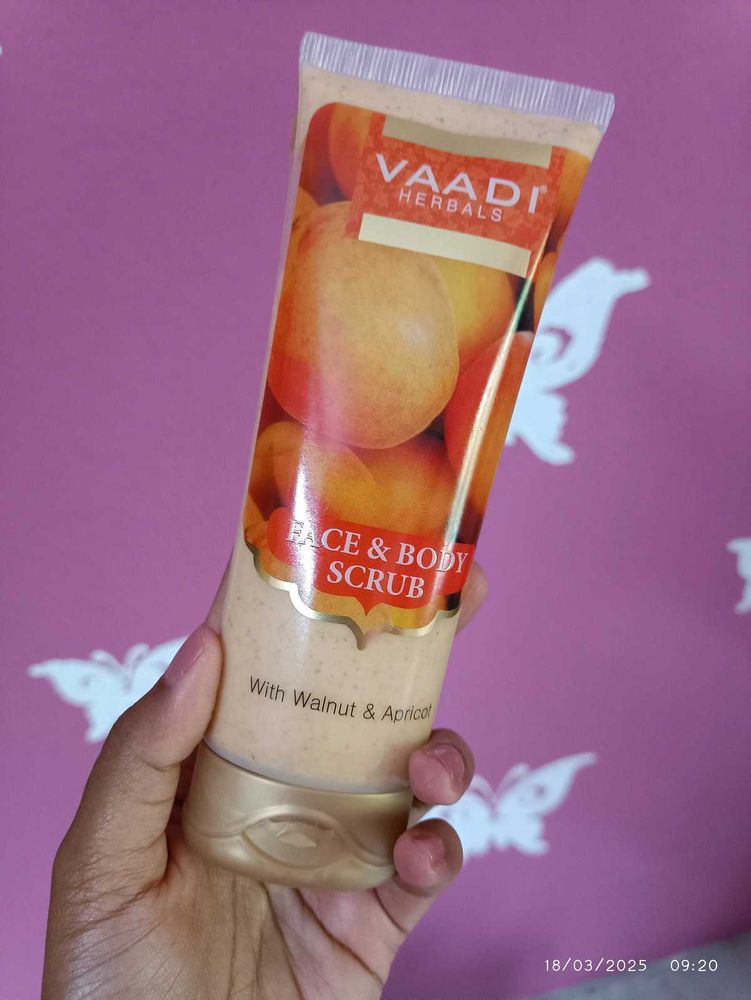 VAADI®
HERBALS
FACE & BODY
SCRUB
With Walnut & Apricot
18/03/2025 09:20